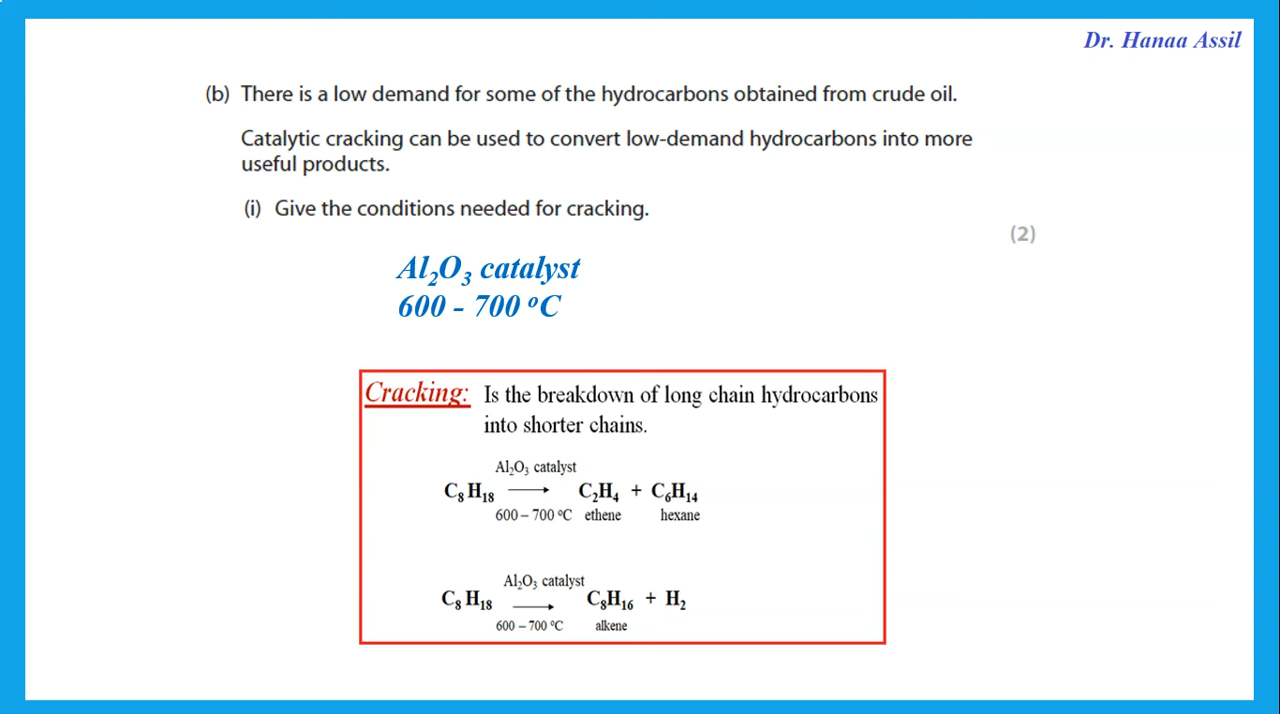 Dr. Hanaa Assil
(b) There is a low demand for some of the hydrocarbons obtained from crude oil.
Catalytic cracking can be used to convert low-demand hydrocarbons into more
useful products.
(i) Give the conditions needed for cracking.
(2)
Al₂O₃ catalyst
600 - 700 ºC
Cracking: Is the breakdown of long chain hydrocarbons
into shorter chains.
Al₂O₃ catalyst
C₈H₁₈ → C₂H₄ + C₆H₁₄
600 – 700 ºC ethene hexane
Al₂O₃ catalyst
C₈H₁₈ → C₈H₁₆ + H₂
600 – 700 ºC alkene